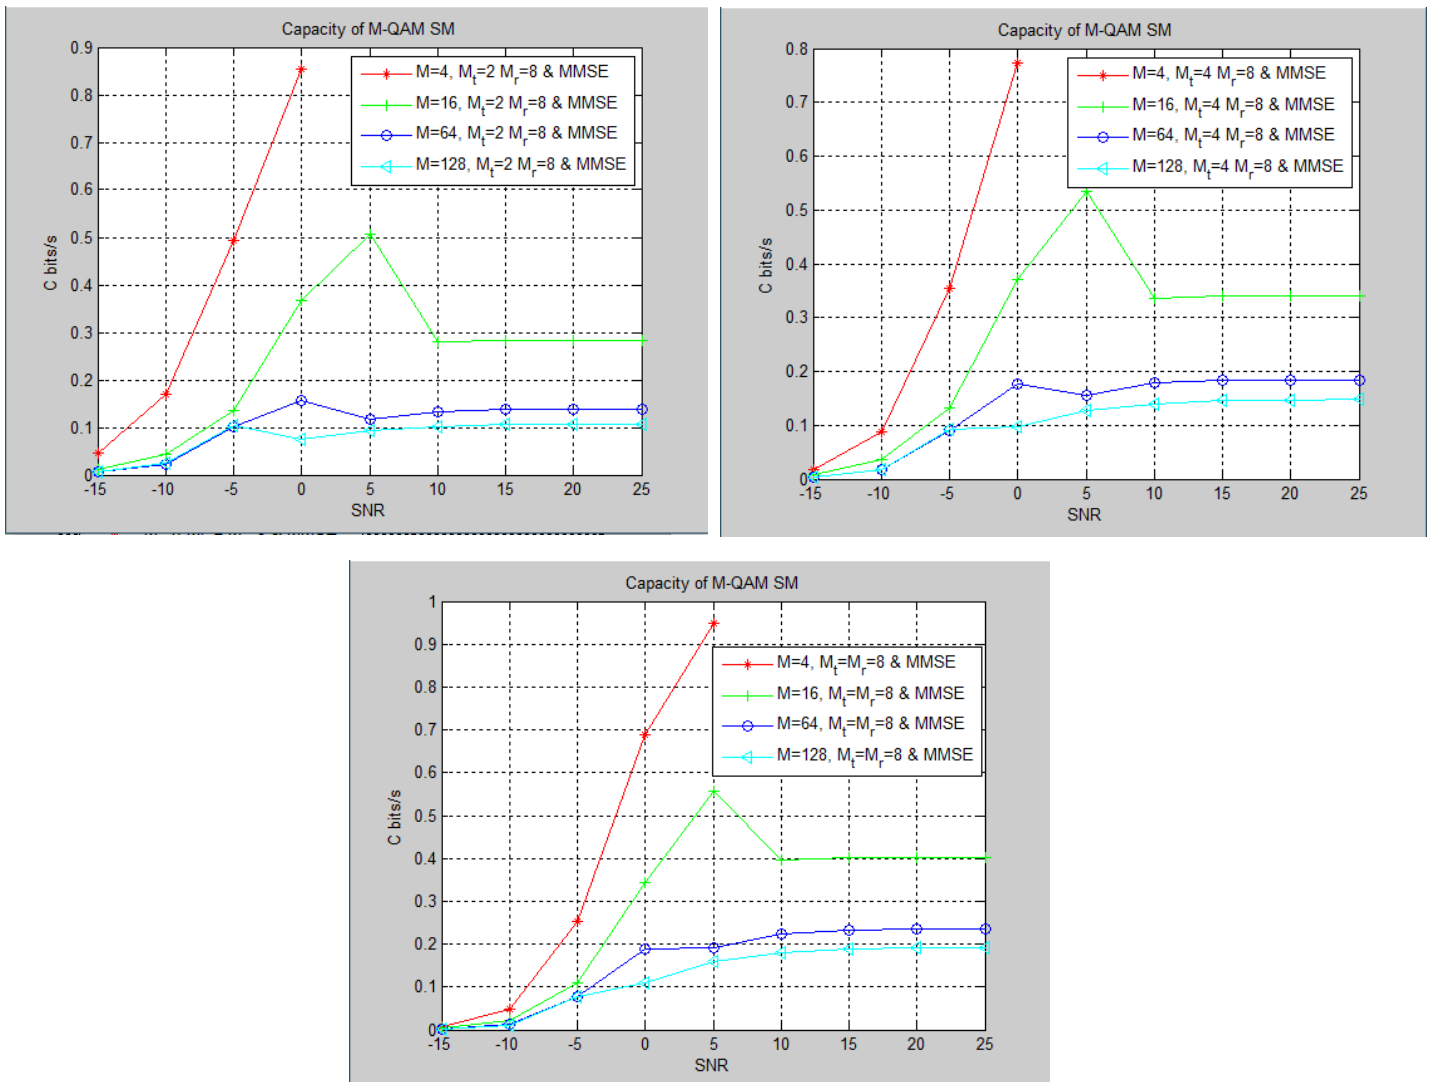 Capacity of M-QAM SM
0.9
0.8
0.7
0.6
0.5
0.4
0.3
0.2
0.1
0
C bits/s
M=4, Mt=2 Mr=8 & MMSE
M=16, Mt=2 Mr=8 & MMSE
M=64, Mt=2 Mr=8 & MMSE
M=128, Mt=2 Mr=8 & MMSE
-15 -10 -5 0 5 10 15 20 25
SNR
Capacity of M-QAM SM
0.8
0.7
0.6
0.5
0.4
0.3
0.2
0.1
0
C bits/s
M=4, Mt=4 Mr=8 & MMSE
M=16, Mt=4 Mr=8 & MMSE
M=64, Mt=4 Mr=8 & MMSE
M=128, Mt=4 Mr=8 & MMSE
-15 -10 -5 0 5 10 15 20 25
SNR
Capacity of M-QAM SM
1
0.9
0.8
0.7
0.6
0.5
0.4
0.3
0.2
0.1
0
C bits/s
M=4, Mt=Mr=8 & MMSE
M=16, Mt=Mr=8 & MMSE
M=64, Mt=Mr=8 & MMSE
M=128, Mt=Mr=8 & MMSE
-15 -10 -5 0 5 10 15 20 25
SNR